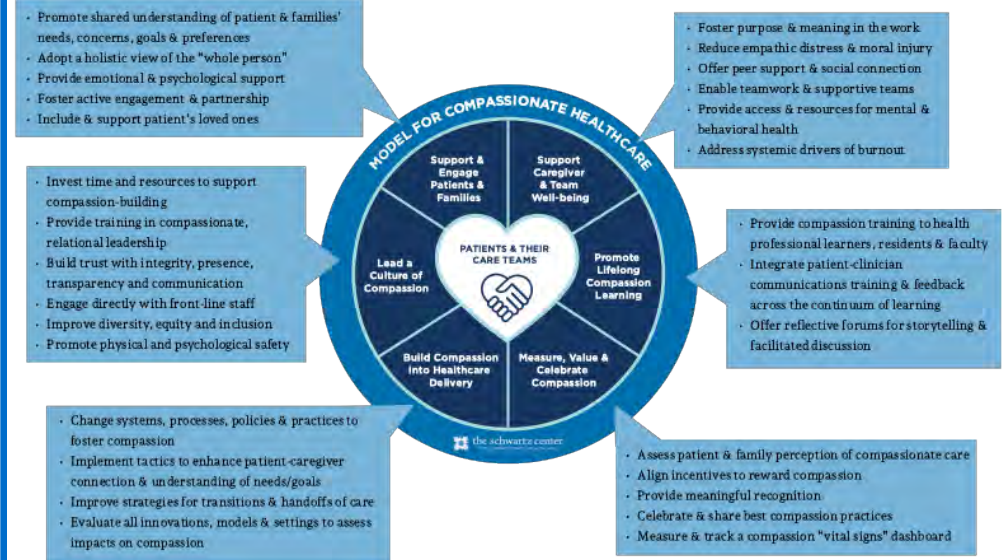 · Promote shared understanding of patient & families'
needs, concerns, goals & preferences
· Adopt a holistic view of the "whole person"
· Provide emotional & psychological support
· Foster active engagement & partnership
· Include & support patient's loved ones
· Foster purpose & meaning in the work
· Reduce empathic distress & moral injury
· Offer peer support & social connection
· Enable teamwork & supportive teams
· Provide access & resources for mental &
behavioral health
· Address systemic drivers of burnout
MODEL FOR COMPASSIONATE HEALTHCARE
Support &
Engage
Patients &
Families
Support
Caregiver
& Team
Well-being
· Invest time and resources to support
compassion-building
· Provide training in compassionate,
relational leadership
· Build trust with integrity, presence,
transparency and communication
· Engage directly with front-line staff
· Improve diversity, equity and inclusion
· Promote physical and psychological safety
Lead a
Culture of
Compassion
PATIENTS & THEIR
CARE TEAMS
Promote
Lifelong
Compassion
Learning
· Provide compassion training to health
professional learners, residents & faculty
· Integrate patient-clinician
communications training & feedback
across the continuum of learning
· Offer reflective forums for storytelling &
facilitated discussion
Build Compassion
into Healthcare
Delivery
Measure, Value &
Celebrate
Compassion
the schwartz center
· Change systems, processes, policies & practices to
foster compassion
· Implement tactics to enhance patient-caregiver
connection & understanding of needs/goals
· Improve strategies for transitions & handoffs of care
· Evaluate all innovations, models & settings to assess
impacts on compassion
· Assess patient & family perception of compassionate care
· Align incentives to reward compassion
· Provide meaningful recognition
· Celebrate & share best compassion practices
· Measure & track a compassion "vital signs" dashboard